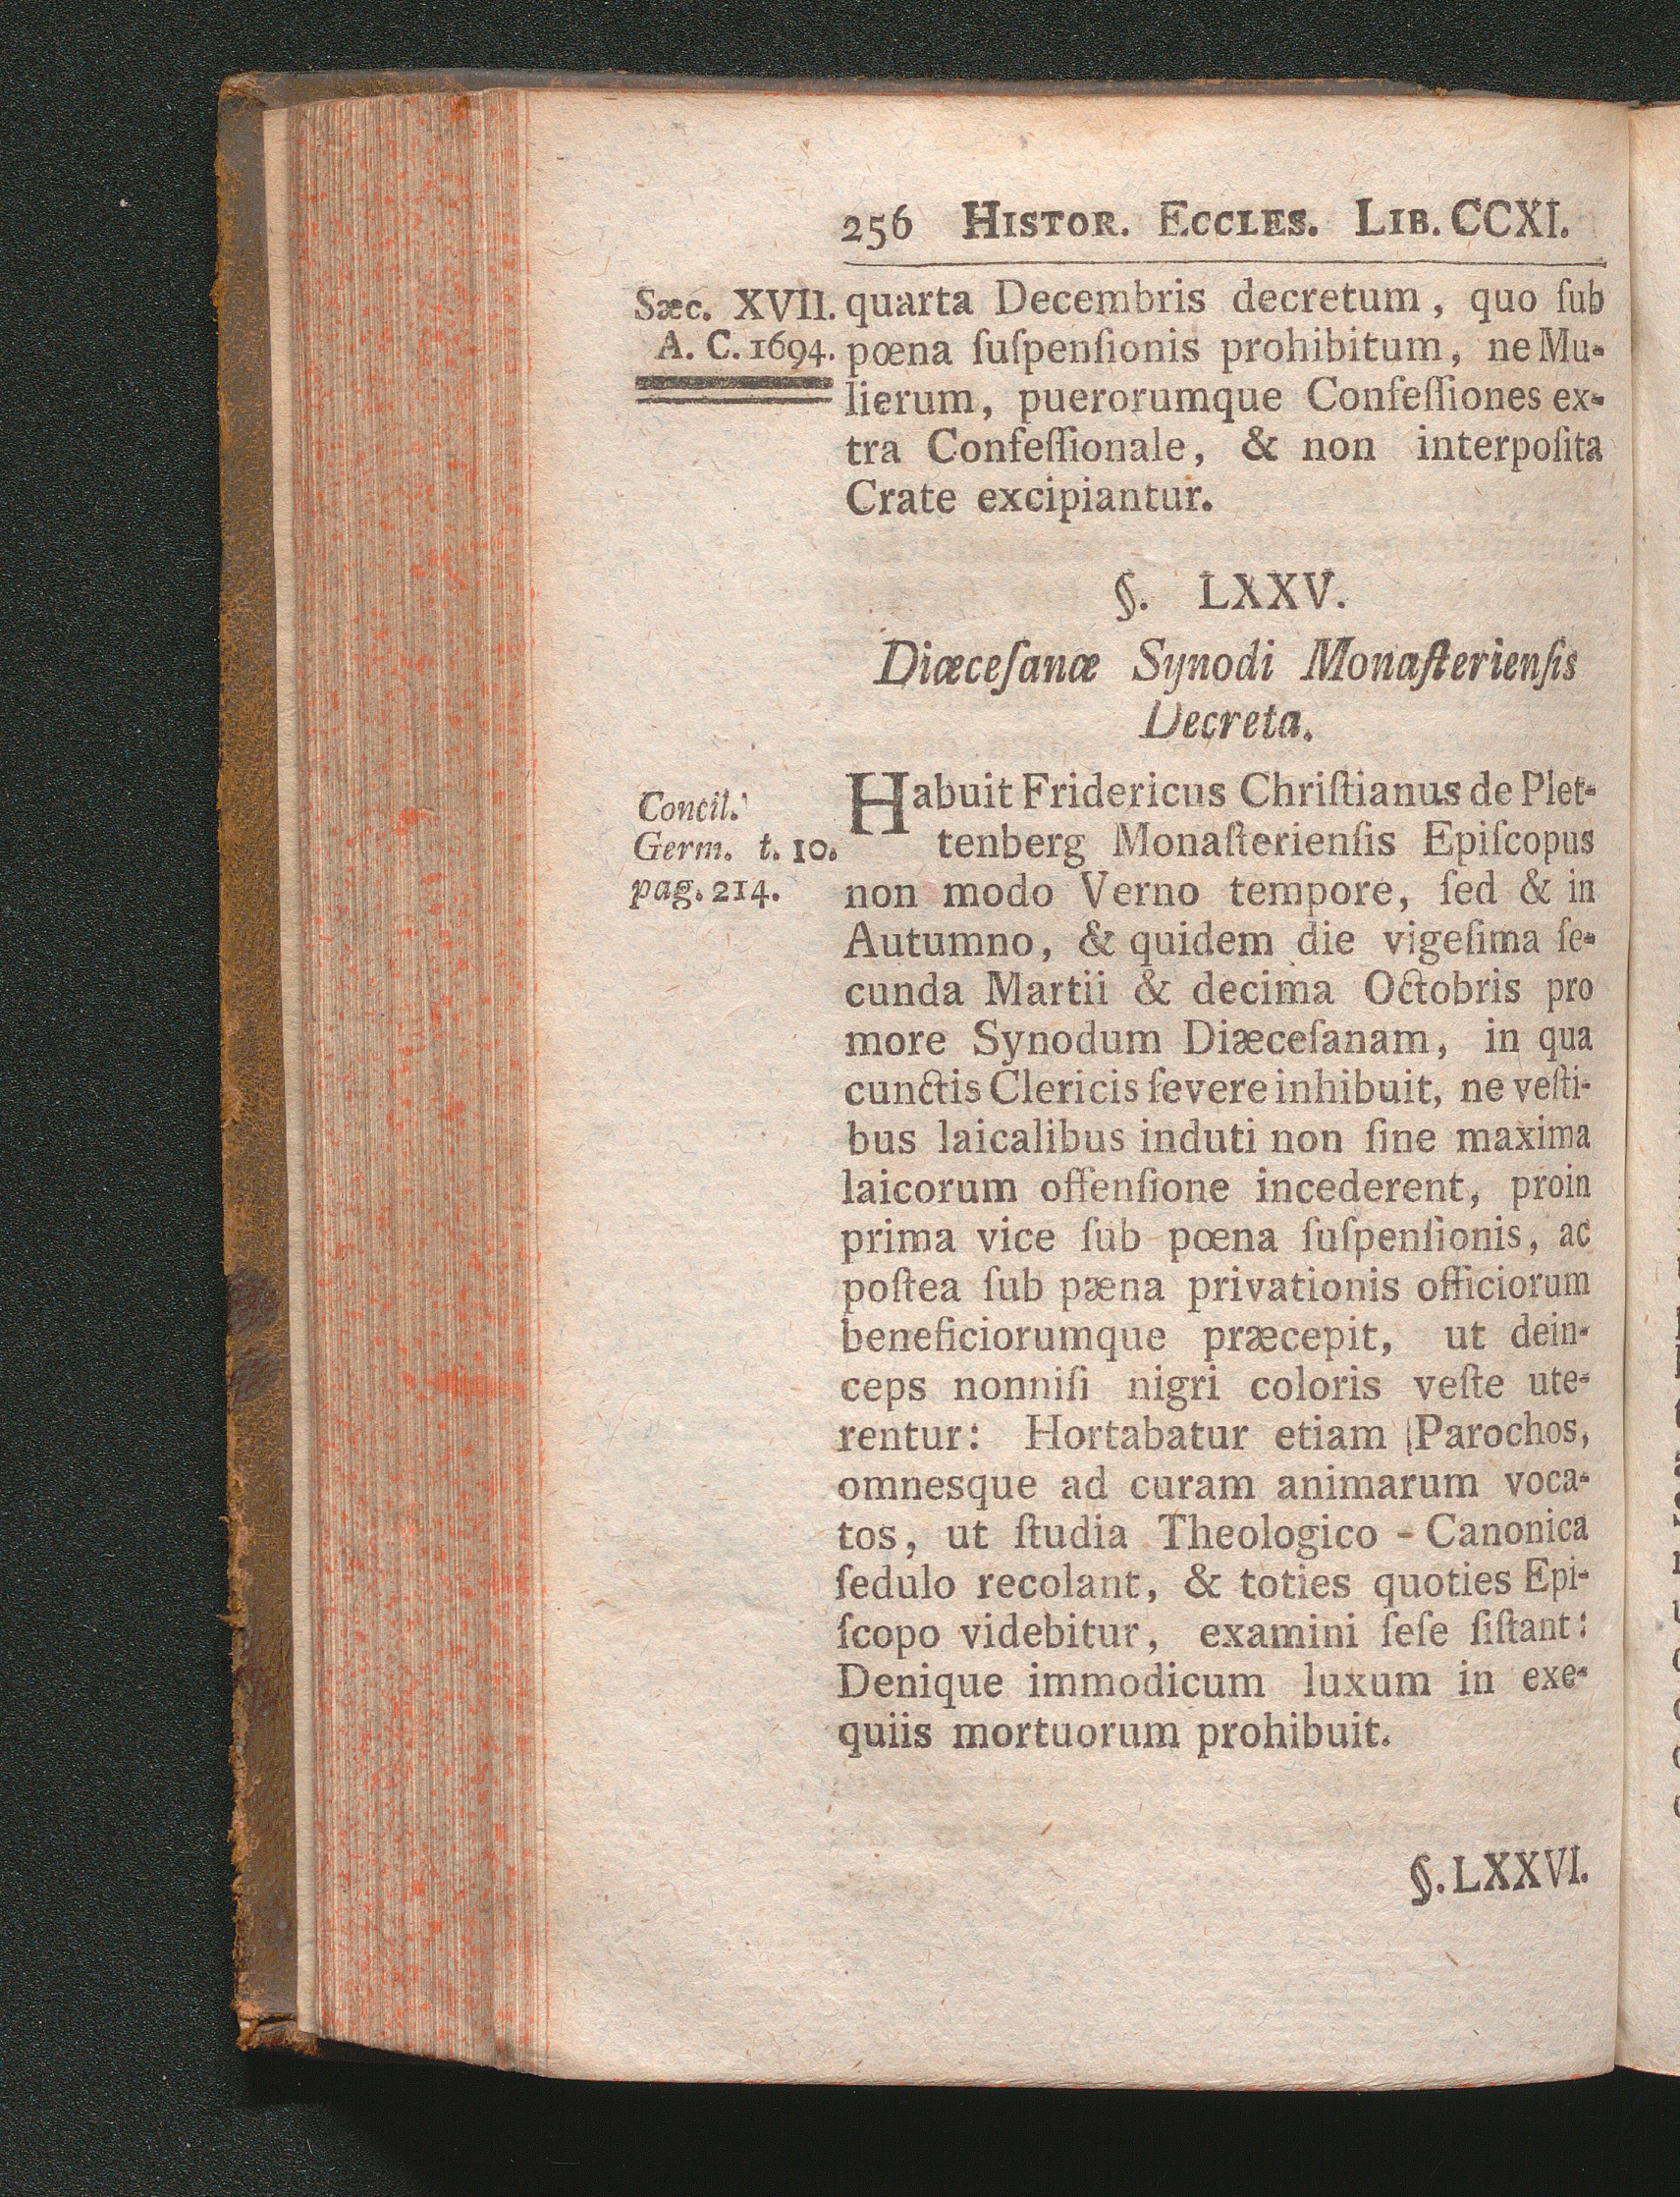 256 HISTOR. ECCLES. LIB. CCXI.
Sæc. XVII.
A. C. 1694.
quarta Decembris decretum, quo ſub
pœna ſuſpenſionis prohibitum, ne Mu-
lierum, puerorumque Confeſſiones ex-
tra Confeſſionale, & non interpoſita
Crate excipiantur.
§. LXXV.
Diœceſanæ Synodi Monaſterienſis
Decreta.
Concil.
Germ. t. 10.
pag. 214.
Habuit Fridericus Chriſtianus de Plet-
tenberg Monaſterienſis Epiſcopus
non modo Verno tempore, ſed & in
Autumno, & quidem die vigeſima ſe-
cunda Martii & decima Octobris pro
more Synodum Diæceſanam, in qua
cunctis Clericis ſevere inhibuit, ne veſti-
bus laicalibus induti non ſine maxima
laicorum offenſione incederent, proin
prima vice ſub pœna ſuſpenſionis, ac
poſtea ſub pæna privationis officiorum
beneficiorumque præcepit, ut dein-
ceps nonniſi nigri coloris veſte ute-
rentur: Hortabatur etiam Parochos,
omnesque ad curam animarum voca-
tos, ut ſtudia Theologico - Canonica
ſedulo recolant, & toties quoties Epi-
ſcopo videbitur, examini ſeſe ſiſtant:
Denique immodicum luxum in exe-
quiis mortuorum prohibuit.
§. LXXVI.